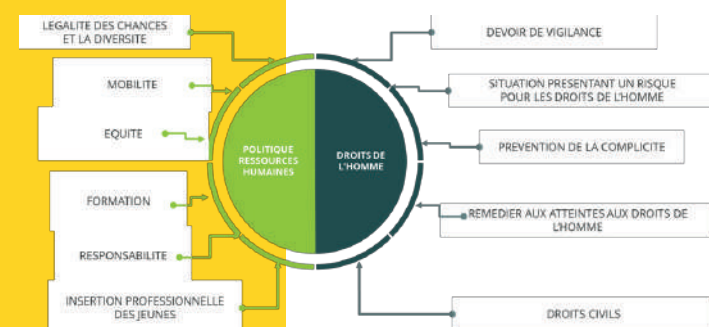 LEGALITE DES CHANCES
ET LA DIVERSITE
MOBILITE
EQUITE
FORMATION
RESPONSABILITE
INSERTION PROFESSIONNELLE
DES JEUNES
POLITIQUE
RESSOURCES
HUMAINES
DROITS DE
L'HOMME
DEVOIR DE VIGILANCE
SITUATION PRESENTANT UN RISQUE
POUR LES DROITS DE L'HOMME
PREVENTION DE LA COMPLICITE
REMEDIER AUX ATTEINTES AUX DROITS DE
L'HOMME
DROITS CIVILS